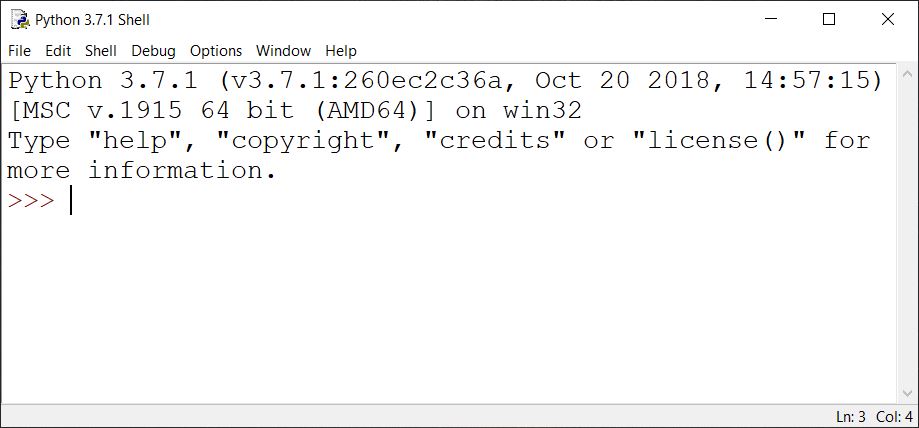 Python 3.7.1 Shell
File Edit Shell Debug Options Window Help
Python 3.7.1 (v3.7.1:260ec2c36a, Oct 20 2018, 14:57:15)
[MSC v.1915 64 bit (AMD64)] on win32
Type "help", "copyright", "credits" or "license()" for
more information.
>>>
Ln: 3 Col: 4